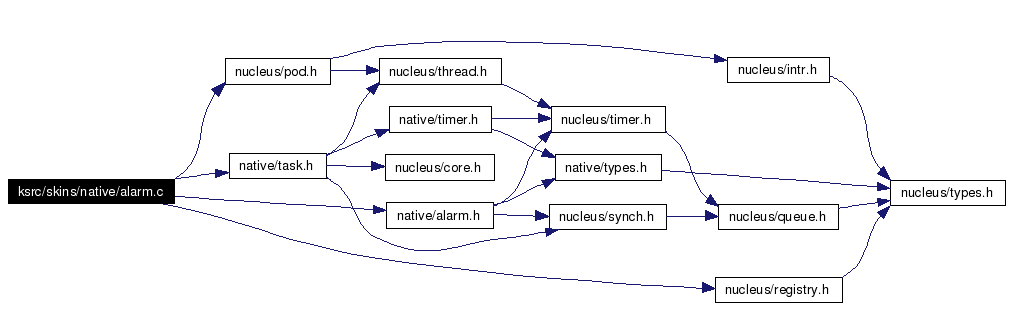 nucleus/pod.h
nucleus/thread.h
nucleus/intr.h
native/timer.h
nucleus/timer.h
native/task.h
nucleus/core.h
native/types.h
ksrc/skins/native/alarm.c
nucleus/types.h
native/alarm.h
nucleus/synch.h
nucleus/queue.h
nucleus/registry.h